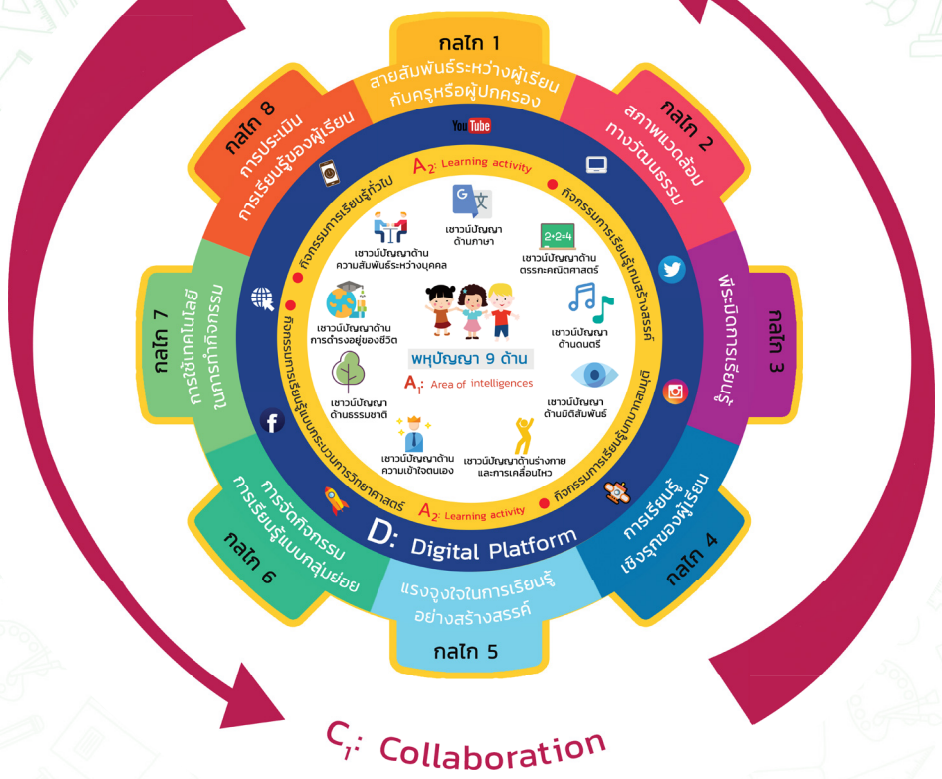 กลไก 1
สายสัมพันธ์ระหว่างผู้เรียน
กับครูหรือผู้ปกครอง
กลไก 2
สภาพแวดล้อม
ทางวัฒนธรรม
กลไก 3
พีระมิดการเรียนรู้
กลไก 4
การเรียนรู้
เชิงรุกของผู้เรียน
กลไก 5
แรงจูงใจในการเรียนรู้
อย่างสร้างสรรค์
กลไก 6
การจัดกิจกรรม
การเรียนรู้แบบกลุ่มย่อย
กลไก 7
การใช้เทคโนโลยี
ในการทำกิจกรรม
กลไก 8
การประเมิน
การเรียนรู้ของผู้เรียน
YouTube
D: Digital Platform
A2: Learning activity
กิจกรรมการเรียนรู้เกมสร้างสรรค์
กิจกรรมการเรียนรู้บทบาทสมมุติ
A2: Learning activity
กิจกรรมการเรียนรู้แบบกระบวนการวิทยาศาสตร์
กิจกรรมการเรียนรู้ทั่วไป
G 文
เชาวน์ปัญญา
ด้านภาษา
2+2=4
เชาวน์ปัญญาด้าน
ตรรกะคณิตศาสตร์
เชาวน์ปัญญา
ด้านดนตรี
เชาวน์ปัญญา
ด้านมิติสัมพันธ์
เชาวน์ปัญญาด้านร่างกาย
และการเคลื่อนไหว
เชาวน์ปัญญาด้าน
ความเข้าใจตนเอง
เชาวน์ปัญญา
ด้านธรรมชาติ
เชาวน์ปัญญาด้าน
การดำรงอยู่ของชีวิต
เชาวน์ปัญญาด้าน
ความสัมพันธ์ระหว่างบุคคล
พหุปัญญา 9 ด้าน
A1: Area of intelligences
C1: Collaboration